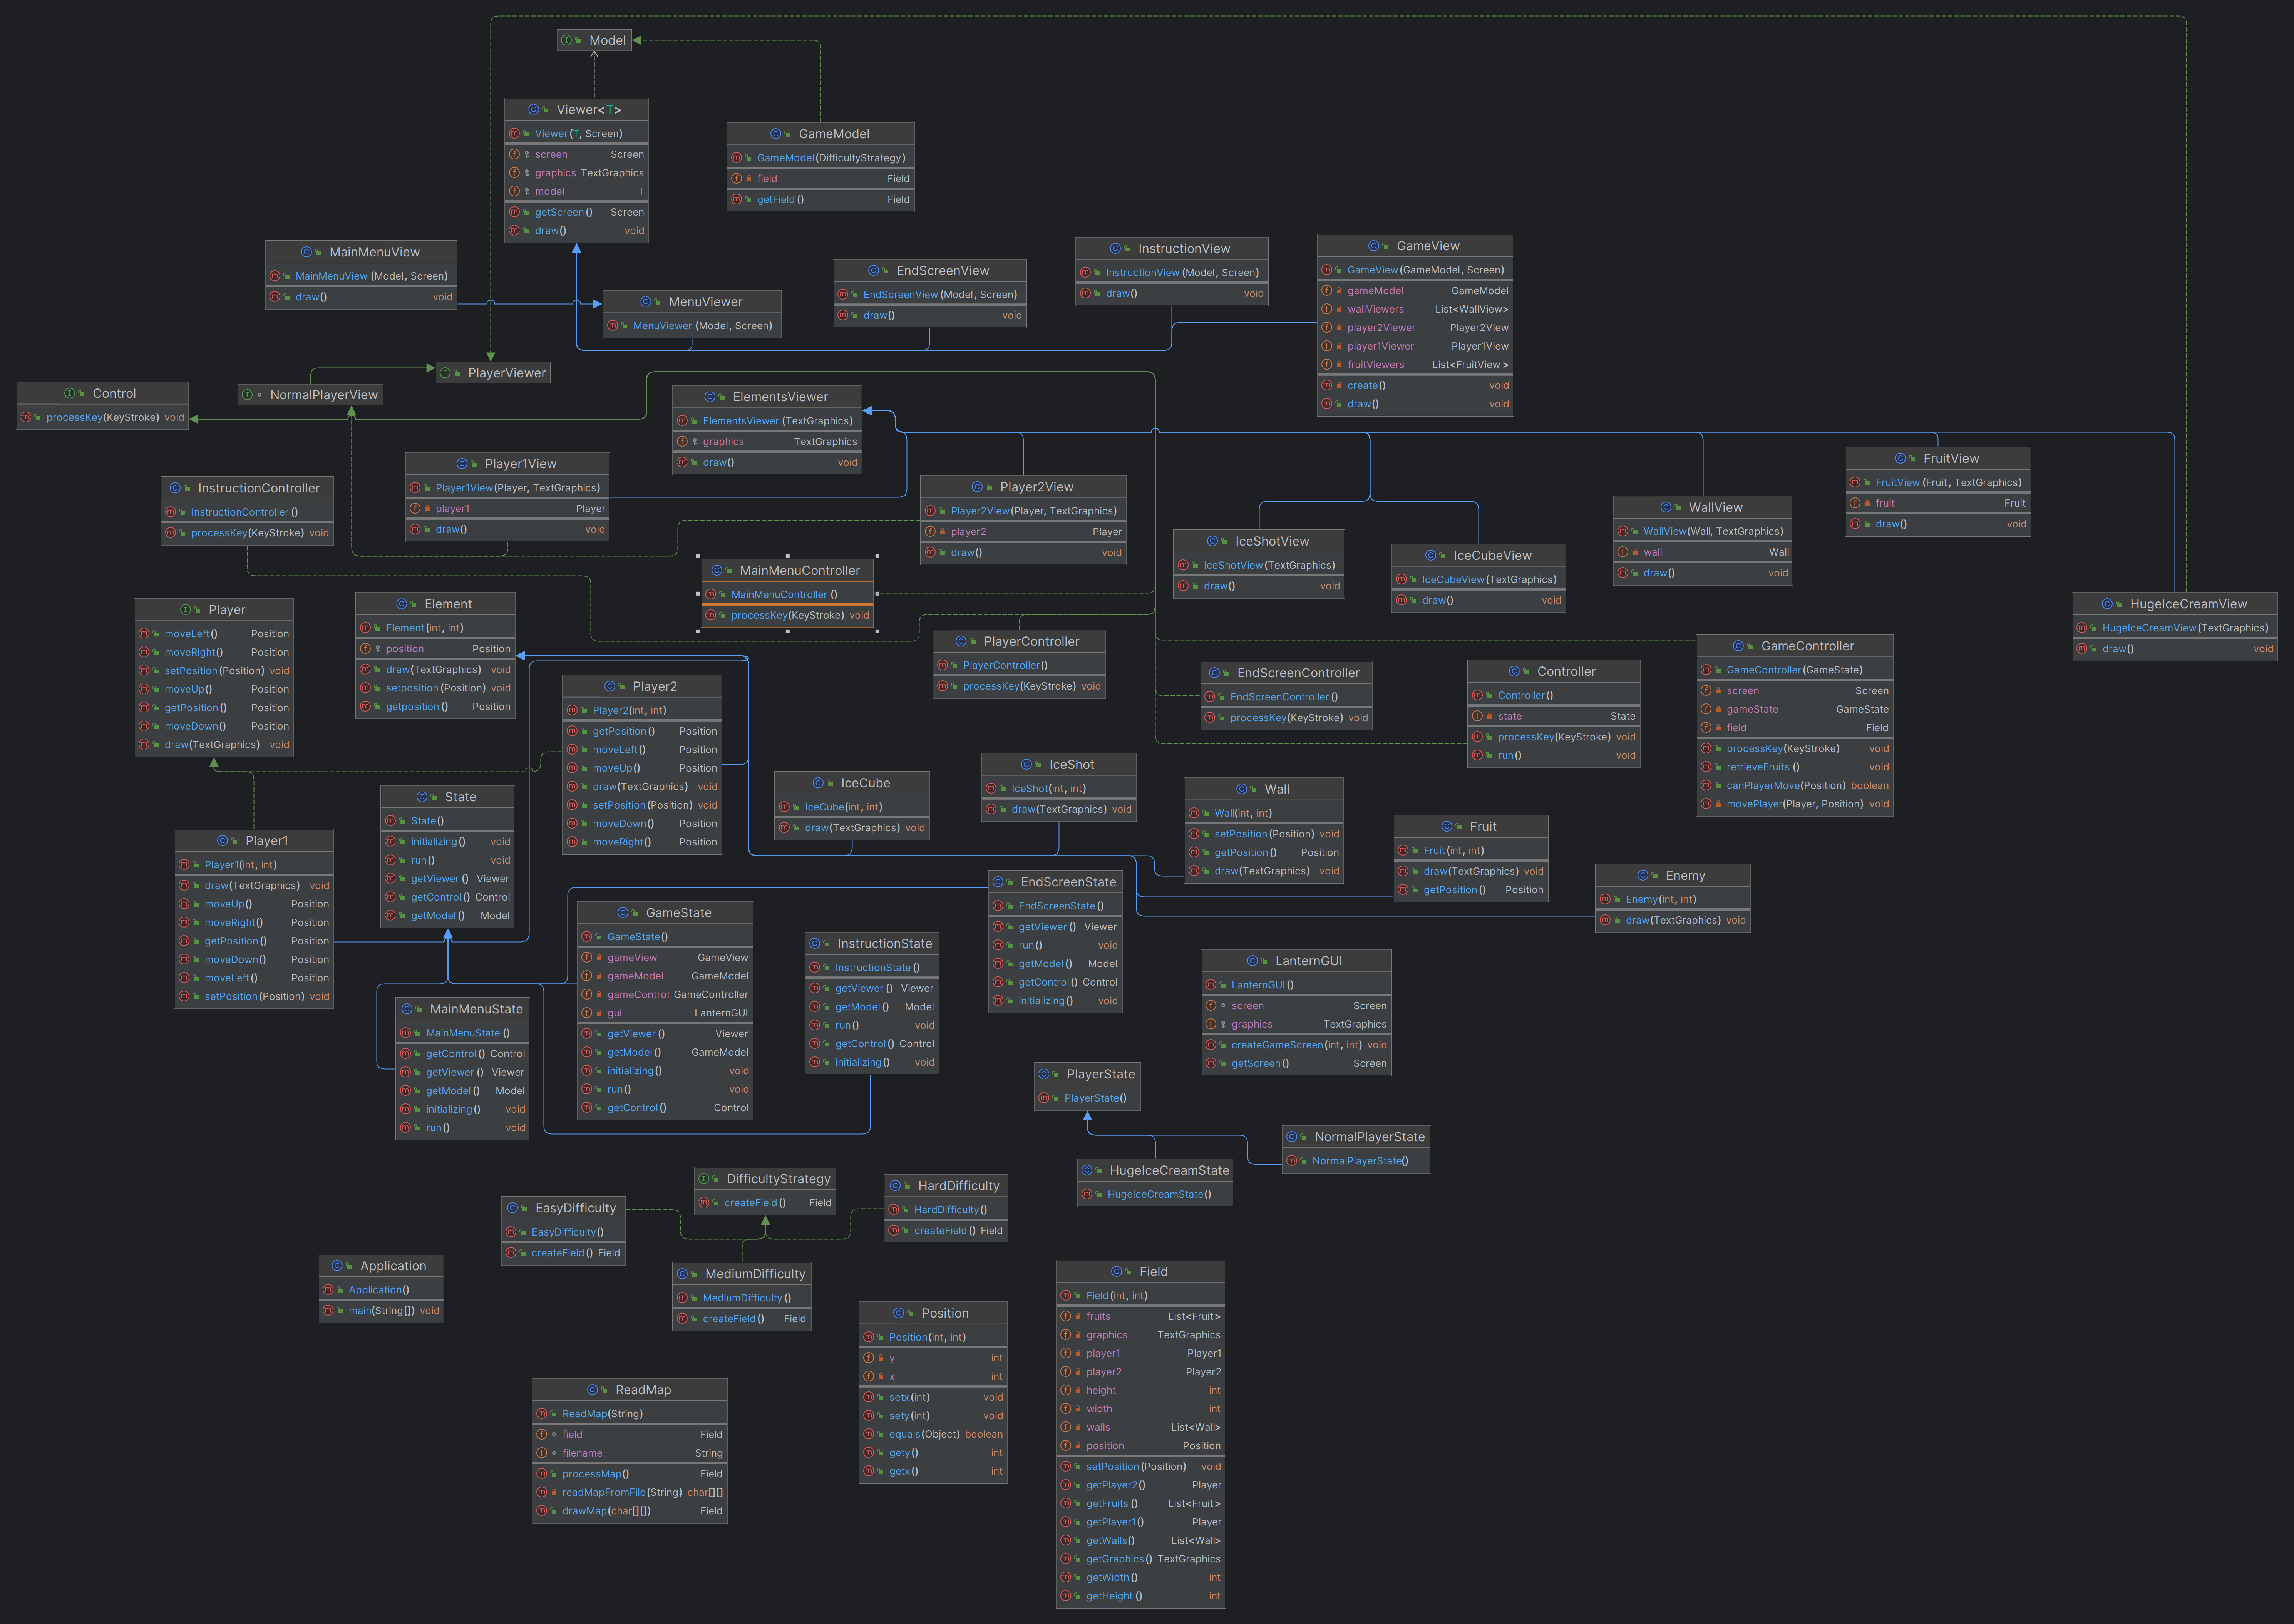 Model
Viewer<T>
Viewer(T, Screen)
screen Screen
graphics TextGraphics
model T
getScreen() Screen
draw() void
GameModel
GameModel(DifficultyStrategy)
field Field
getField() Field
MainMenuView
MainMenuView(Model, Screen)
draw() void
MenuViewer
MenuViewer(Model, Screen)
EndScreenView
EndScreenView(Model, Screen)
draw() void
InstructionView
InstructionView(Model, Screen)
draw() void
GameView
GameView(GameModel, Screen)
gameModel GameModel
wallViewers List<WallView>
player2Viewer Player2View
player1Viewer Player1View
fruitViewers List<FruitView>
create() void
draw() void
PlayerViewer
Control
processKey(KeyStroke) void
NormalPlayerView
ElementsViewer
ElementsViewer(TextGraphics)
graphics TextGraphics
draw() void
Player1View
Player1View(Player, TextGraphics)
player1 Player
draw() void
Player2View
Player2View(Player, TextGraphics)
player2 Player
draw() void
FruitView
FruitView(Fruit, TextGraphics)
fruit Fruit
draw() void
InstructionController
InstructionController()
processKey(KeyStroke) void
WallView
WallView(Wall, TextGraphics)
wall Wall
draw() void
IceShotView
IceShotView(TextGraphics)
draw() void
IceCubeView
IceCubeView(TextGraphics)
draw() void
MainMenuController
MainMenuController()
processKey(KeyStroke) void
HugeIceCreamView
HugeIceCreamView(TextGraphics)
draw() void
Player
moveLeft() Position
moveRight() Position
setPosition(Position) void
moveUp() Position
getPosition() Position
moveDown() Position
draw(TextGraphics) void
Element
Element(int, int)
position Position
draw(TextGraphics) void
setposition(Position) void
getposition() Position
PlayerController
PlayerController()
processKey(KeyStroke) void
EndScreenController
EndScreenController()
processKey(KeyStroke) void
Controller
Controller()
state State
processKey(KeyStroke) void
run() void
GameController
GameController(GameState)
screen Screen
gameState GameState
field Field
processKey(KeyStroke) void
retrieveFruits() void
canPlayerMove(Position) boolean
movePlayer(Player, Position) void
Player2
Player2(int, int)
getPosition() Position
moveLeft() Position
moveUp() Position
draw(TextGraphics) void
setPosition(Position) void
moveDown() Position
moveRight() Position
IceCube
IceCube(int, int)
draw(TextGraphics) void
IceShot
IceShot(int, int)
draw(TextGraphics) void
Wall
Wall(int, int)
setPosition(Position) void
getPosition() Position
draw(TextGraphics) void
Fruit
Fruit(int, int)
draw(TextGraphics) void
getPosition() Position
Enemy
Enemy(int, int)
draw(TextGraphics) void
State
State()
initializing() void
run() void
getViewer() Viewer
getControl() Control
getModel() Model
Player1
Player1(int, int)
draw(TextGraphics) void
moveUp() Position
moveRight() Position
getPosition() Position
moveDown() Position
moveLeft() Position
setPosition(Position) void
GameState
GameState()
gameView GameView
gameModel GameModel
gameControl GameController
gui LanternGUI
getViewer() Viewer
getModel() GameModel
initializing() void
run() void
getControl() Control
InstructionState
InstructionState()
getViewer() Viewer
getModel() Model
run() void
getControl() Control
initializing() void
EndScreenState
EndScreenState()
getViewer() Viewer
run() void
getModel() Model
getControl() Control
initializing() void
LanternGUI
LanternGUI()
screen Screen
graphics TextGraphics
createGameScreen(int, int) void
getScreen() Screen
MainMenuState
MainMenuState()
getControl() Control
getViewer() Viewer
getModel() Model
initializing() void
run() void
PlayerState
PlayerState()
NormalPlayerState
NormalPlayerState()
HugeIceCreamState
HugeIceCreamState()
DifficultyStrategy
createField() Field
EasyDifficulty
EasyDifficulty()
createField() Field
HardDifficulty
HardDifficulty()
createField() Field
MediumDifficulty
MediumDifficulty()
createField() Field
Application
Application()
main(String[]) void
Position
Position(int, int)
y int
x int
setx(int) void
sety(int) void
equals(Object) boolean
gety() int
getx() int
Field
Field(int, int)
fruits List<Fruit>
graphics TextGraphics
player1 Player1
player2 Player2
height int
width int
walls List<Wall>
position Position
setPosition(Position) void
getPlayer2() Player
getFruits() List<Fruit>
getPlayer1() Player
getWalls() List<Wall>
getGraphics() TextGraphics
getWidth() int
getHeight() int
ReadMap
ReadMap(String)
field Field
filename String
processMap() Field
readMapFromFile(String) char[][]
drawMap(char[][]) Field